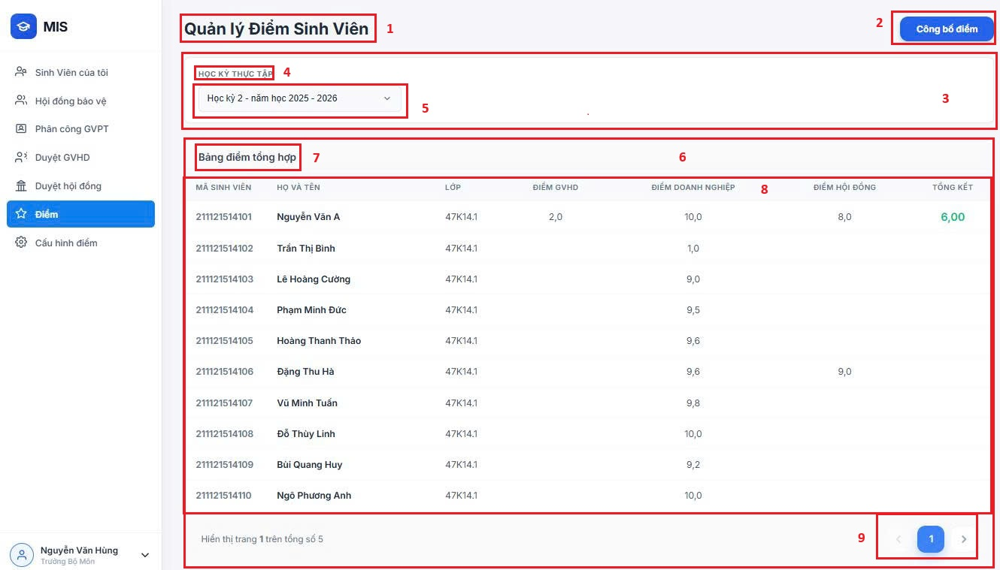 MIS
Sinh Viên của tôi
Hội đồng bảo vệ
Phân công GVPT
Duyệt GVHD
Duyệt hội đồng
Điểm
Cấu hình điểm
Nguyễn Văn Hùng
Trưởng Bộ Môn
Quản lý Điểm Sinh Viên 1
2 Công bố điểm
3
HỌC KỲ THỰC TẬP 4
Học kỳ 2 - năm học 2025 - 2026 5
6
Bảng điểm tổng hợp 7
MÃ SINH VIÊN HỌ VÀ TÊN LỚP ĐIỂM GVHD ĐIỂM DOANH NGHIỆP 8 ĐIỂM HỘI ĐỒNG TỔNG KẾT
211121514101 Nguyễn Văn A 47K14.1 2,0 10,0 8,0 6,00
211121514102 Trần Thị Bình 47K14.1 1,0
211121514103 Lê Hoàng Cường 47K14.1 9,0
211121514104 Phạm Minh Đức 47K14.1 9,5
211121514105 Hoàng Thanh Thảo 47K14.1 9,6
211121514106 Đặng Thu Hà 47K14.1 9,6 9,0
211121514107 Vũ Minh Tuấn 47K14.1 9,8
211121514108 Đỗ Thùy Linh 47K14.1 10,0
211121514109 Bùi Quang Huy 47K14.1 9,2
211121514110 Ngô Phương Anh 47K14.1 10,0
Hiển thị trang 1 trên tổng số 5 9 1